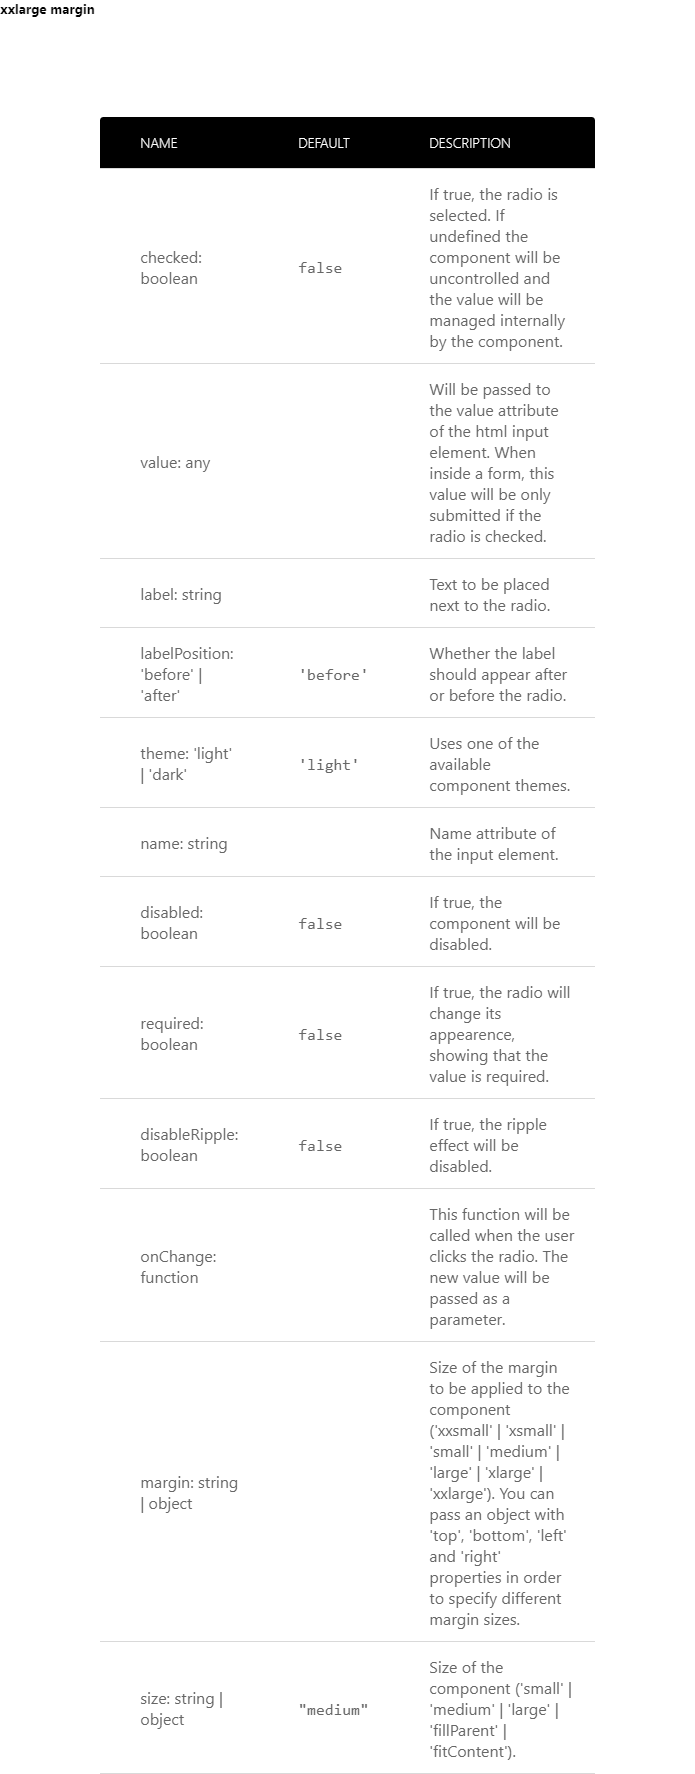 xxlarge margin
NAME DEFAULT DESCRIPTION
checked:
boolean
false
If true, the radio is
selected. If
undefined the
component will be
uncontrolled and
the value will be
managed internally
by the component.
value: any
Will be passed to
the value attribute
of the html input
element. When
inside a form, this
value will be only
submitted if the
radio is checked.
label: string
Text to be placed
next to the radio.
labelPosition:
'before' |
'after'
'before'
Whether the label
should appear after
or before the radio.
theme: 'light'
| 'dark'
'light'
Uses one of the
available
component themes.
name: string
Name attribute of
the input element.
disabled:
boolean
false
If true, the
component will be
disabled.
required:
boolean
false
If true, the radio will
change its
appearence,
showing that the
value is required.
disableRipple:
boolean
false
If true, the ripple
effect will be
disabled.
onChange:
function
This function will be
called when the user
clicks the radio. The
new value will be
passed as a
parameter.
margin: string
| object
Size of the margin
to be applied to the
component
('xxsmall' | 'xsmall' |
'small' | 'medium' |
'large' | 'xlarge' |
'xxlarge'). You can
pass an object with
'top', 'bottom', 'left'
and 'right'
properties in order
to specify different
margin sizes.
size: string |
object
"medium"
Size of the
component ('small' |
'medium' | 'large' |
'fillParent' |
'fitContent').